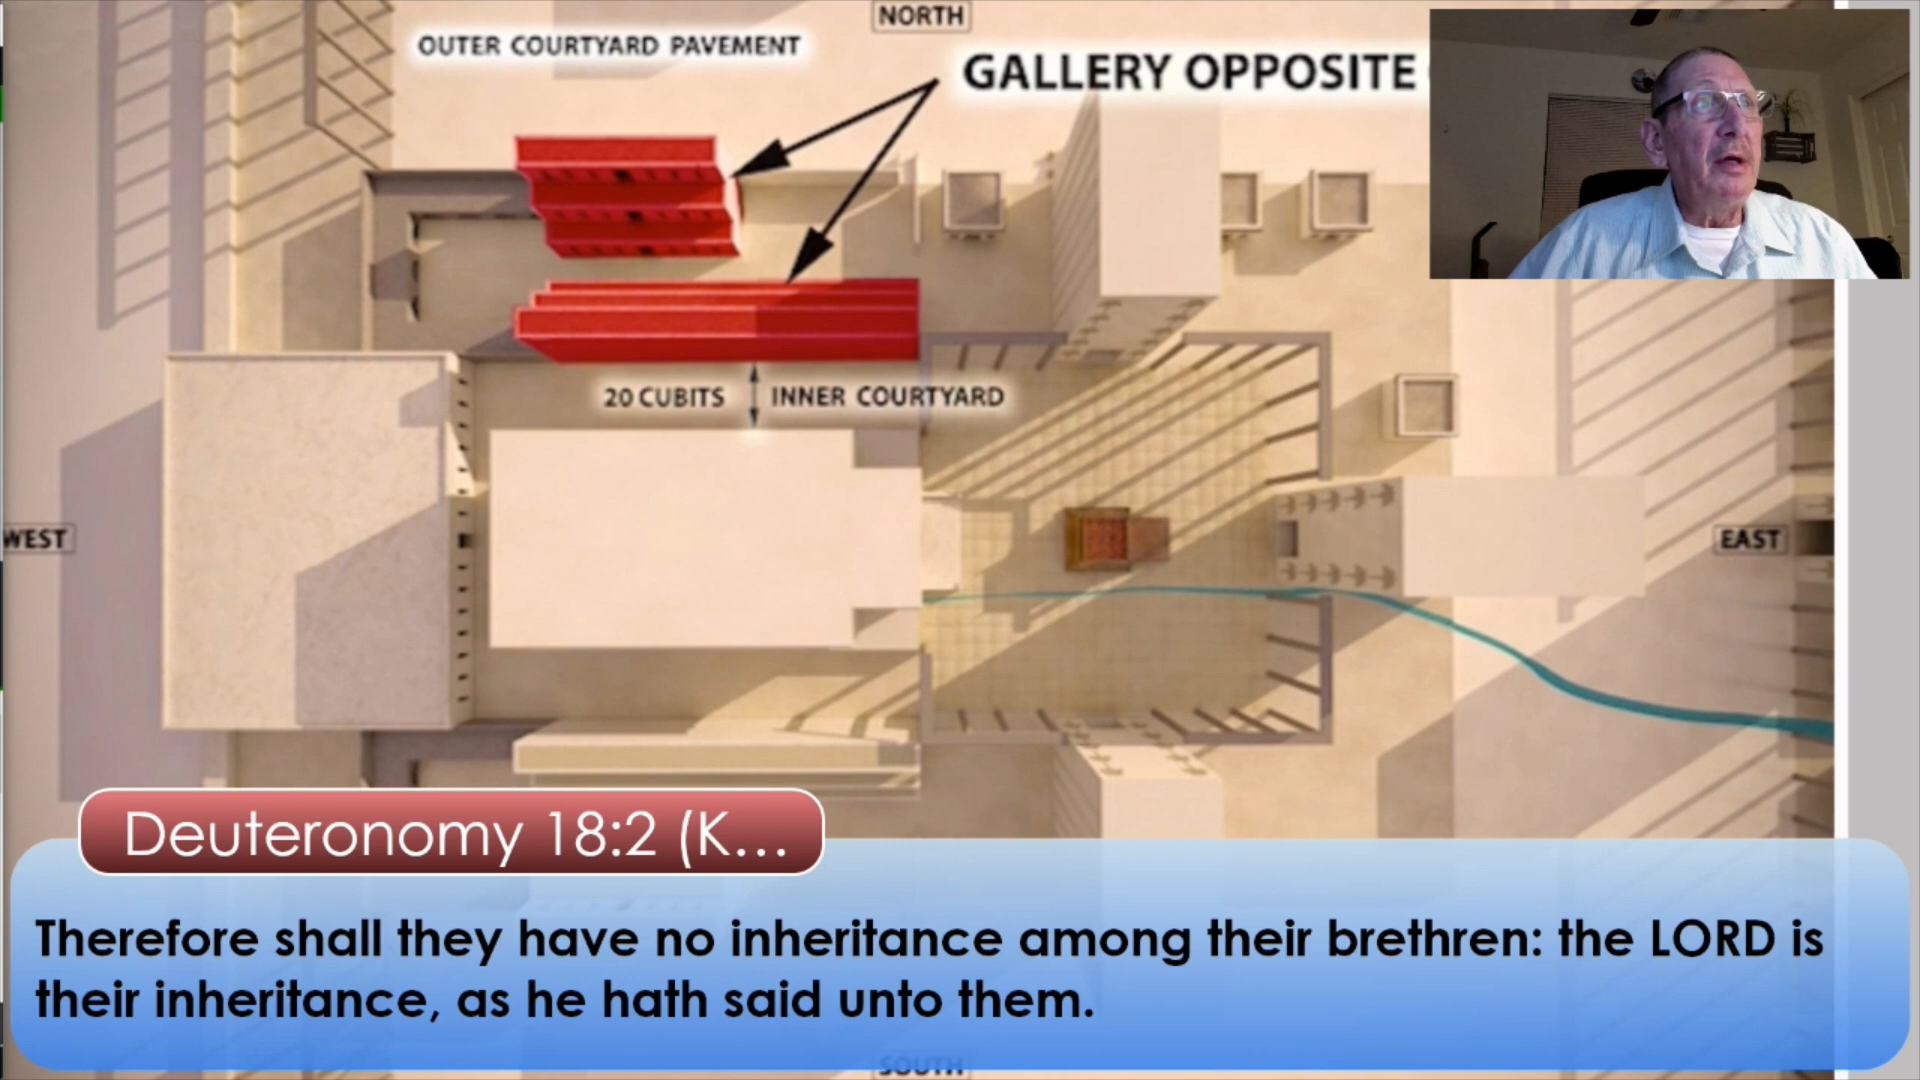 NORTH
OUTER COURTYARD PAVEMENT
GALLERY OPPOSITE
20 CUBITS
INNER COURTYARD
WEST
EAST
Deuteronomy 18:2 (K...
Therefore shall they have no inheritance among their brethren: the LORD is
their inheritance, as he hath said unto them.
SOUTH